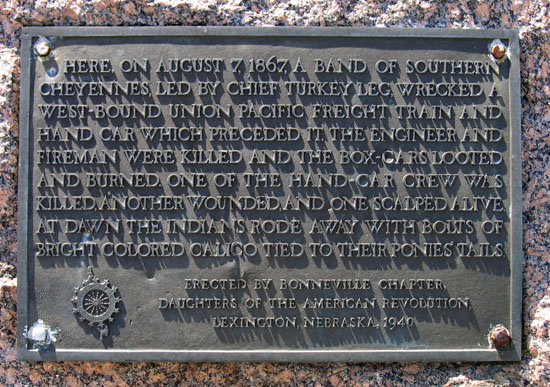 HERE ON AUGUST 7, 1867, A BAND OF SOUTHERN
CHEYENNES, LED BY CHIEF TURKEY LEG, WRECKED A
WEST-BOUND UNION PACIFIC FREIGHT TRAIN AND
HAND CAR WHICH PRECEDED IT. THE ENGINEER AND
FIREMAN WERE KILLED AND THE BOX-CARS LOOTED
AND BURNED. ONE OF THE HAND-CAR CREW WAS
KILLED, ANOTHER WOUNDED, AND ONE SCALPED ALIVE.
AT DAWN THE INDIANS RODE AWAY WITH BOLTS OF
BRIGHT COLORED CALICO TIED TO THEIR PONIES' TAILS.
ERECTED BY BONNEVILLE CHAPTER,
DAUGHTERS OF THE AMERICAN REVOLUTION
LEXINGTON, NEBRASKA, 1940